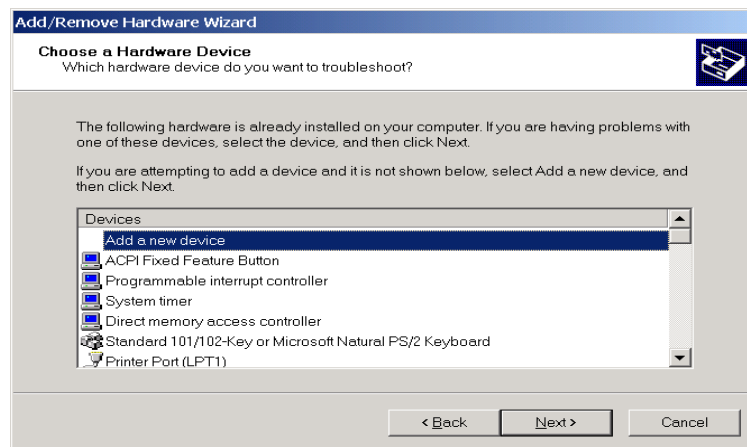 Add/Remove Hardware Wizard
Choose a Hardware Device
Which hardware device do you want to troubleshoot?
The following hardware is already installed on your computer. If you are having problems with
one of these devices, select the device, and then click Next.
If you are attempting to add a device and it is not shown below, select Add a new device, and
then click Next.
Devices
Add a new device
ACPI Fixed Feature Button
Programmable interrupt controller
System timer
Direct memory access controller
Standard 101/102-Key or Microsoft Natural PS/2 Keyboard
Printer Port (LPT1)
< Back Next > Cancel